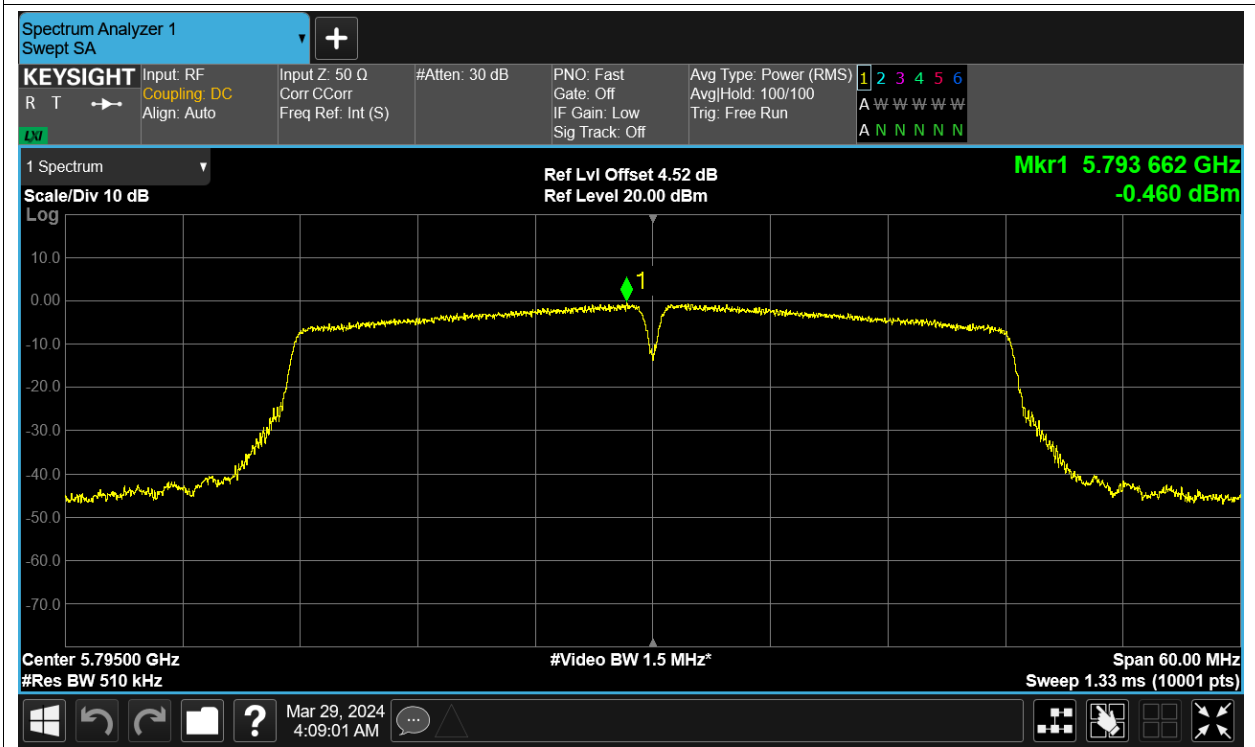 Spectrum Analyzer 1
Swept SA
KEYSIGHT
R T
LXI
Input: RF
Coupling: DC
Align: Auto
Input Z: 50 Ω
Corr CCorr
Freq Ref: Int (S)
#Atten: 30 dB
PNO: Fast
Gate: Off
IF Gain: Low
Sig Track: Off
Avg Type: Power (RMS)
Avg|Hold: 100/100
Trig: Free Run
1 2 3 4 5 6
A W W W W W
A N N N N N
1 Spectrum
Scale/Div 10 dB
Log
Ref Lvl Offset 4.52 dB
Ref Level 20.00 dBm
Mkr1 5.793 662 GHz
-0.460 dBm
10.0
0.00
-10.0
-20.0
-30.0
-40.0
-50.0
-60.0
-70.0
1
Center 5.79500 GHz
#Res BW 510 kHz
#Video BW 1.5 MHz*
Span 60.00 MHz
Sweep 1.33 ms (10001 pts)
?
Mar 29, 2024
4:09:01 AM